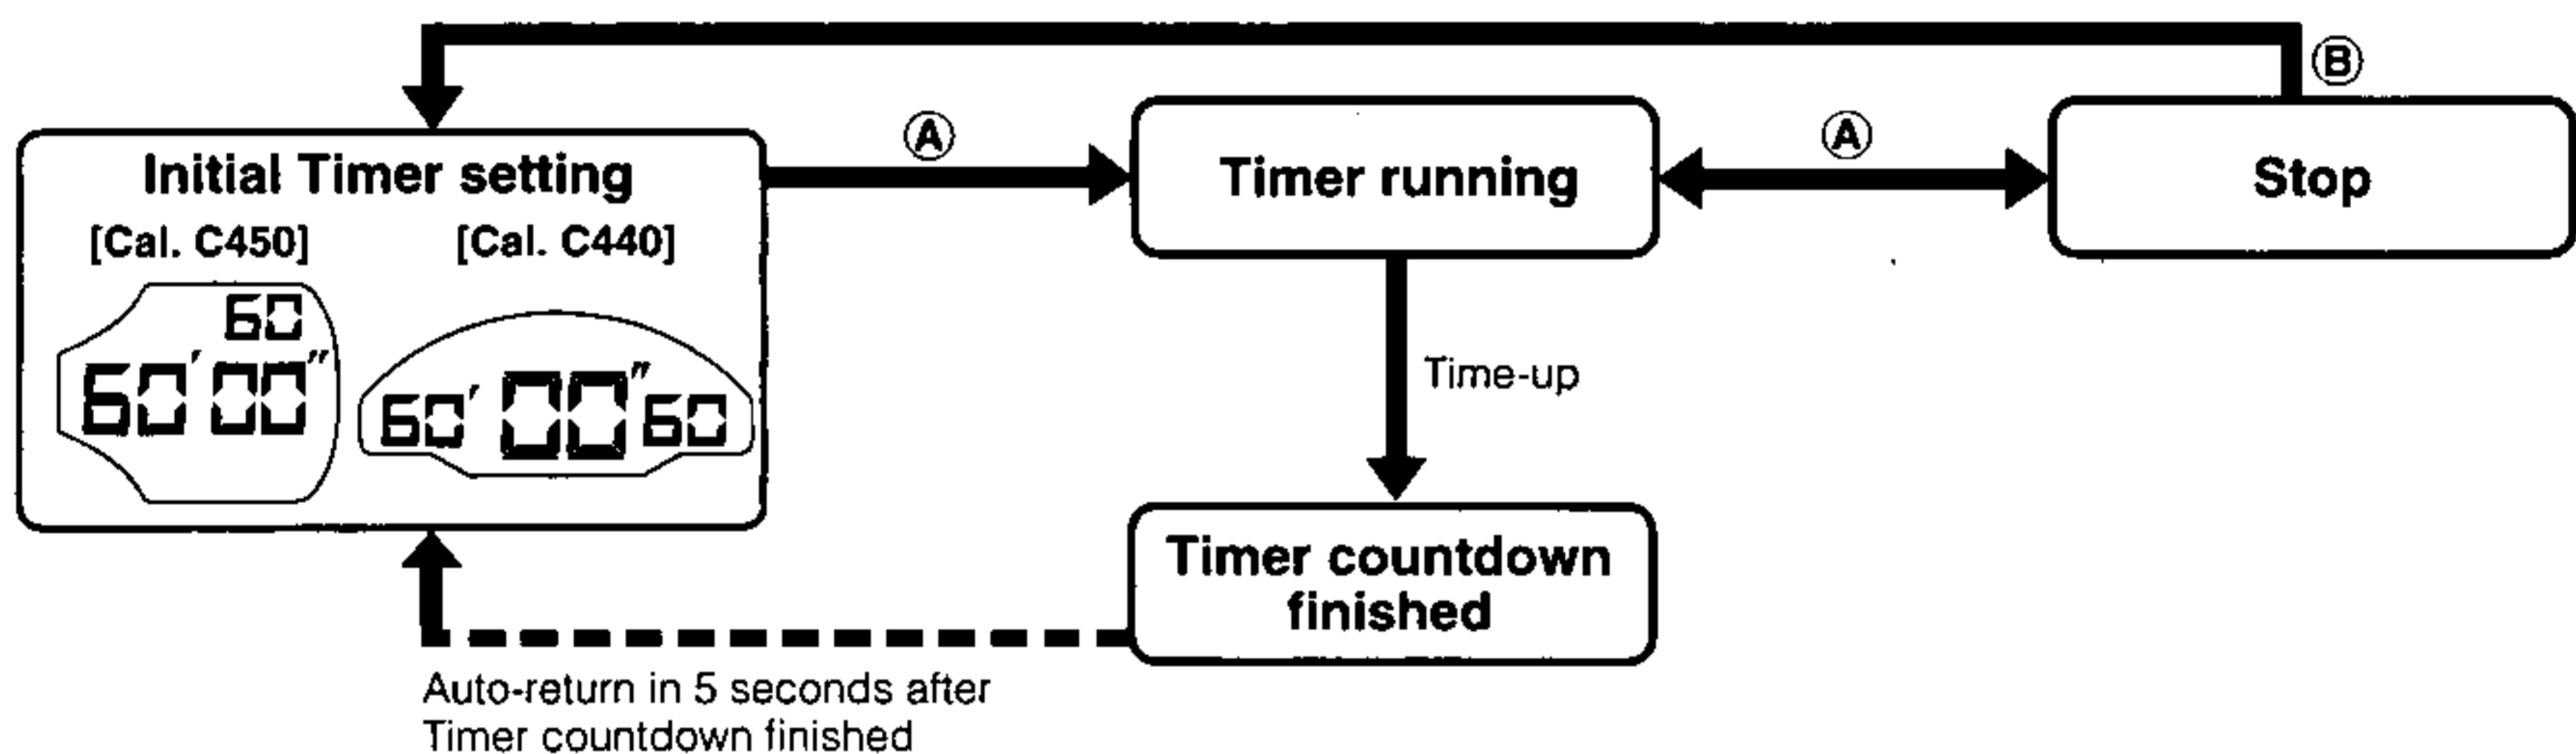 Ⓑ
Initial Timer setting
[Cal. C450] [Cal. C440]
60
60' 00"
60' 00" 60
Ⓐ
Timer running
Ⓐ
Stop
Time-up
Timer countdown
finished
Auto-return in 5 seconds after
Timer countdown finished